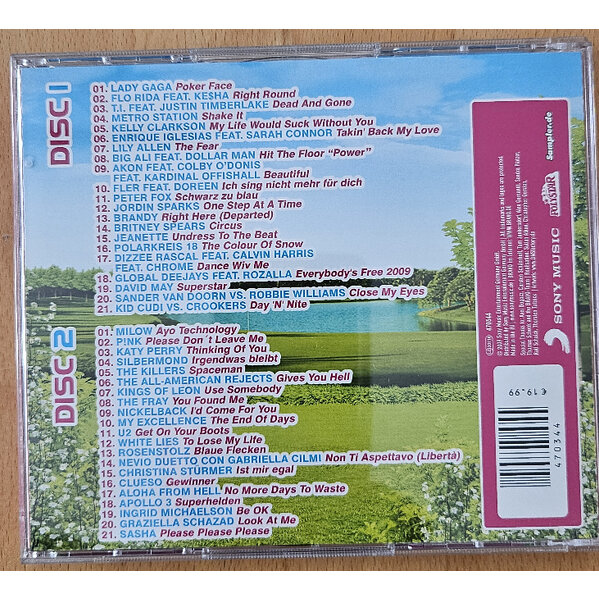 DISC 1
01. LADY GAGA Poker Face
02. FLO RIDA FEAT. KESHA Right Round
03. T.I. FEAT. JUSTIN TIMBERLAKE Dead And Gone
04. METRO STATION Shake It
05. KELLY CLARKSON My Life Would Suck Without You
06. ENRIQUE IGLESIAS FEAT. SARAH CONNOR Takin' Back My Love
07. LILY ALLEN The Fear
08. BIG ALI FEAT. DOLLAR MAN Hit The Floor "Power"
09. AKON FEAT. COLBY O'DONIS
FEAT. KARDINAL OFFISHALL Beautiful
10. FLER FEAT. DOREEN Ich sing nicht mehr für dich
11. PETER FOX Schwarz zu blau
12. JORDIN SPARKS One Step At A Time
13. BRANDY Right Here (Departed)
14. BRITNEY SPEARS Circus
15. JEANETTE Undress To The Beat
16. POLARKREIS 18 The Colour Of Snow
17. DIZZEE RASCAL FEAT. CALVIN HARRIS
FEAT. CHROME Dance Wiv Me
18. GLOBAL DEEJAYS FEAT. ROZALLA Everybody's Free 2009
19. DAVID MAY Superstar
20. SANDER VAN DOORN VS. ROBBIE WILLIAMS Close My Eyes
21. KID CUDI VS. CROOKERS Day 'N' Nite
DISC 2
01. MILOW Ayo Technology
02. P!NK Please Don't Leave Me
03. KATY PERRY Thinking Of You
04. SILBERMOND Irgendwas bleibt
05. THE KILLERS Spaceman
06. THE ALL-AMERICAN REJECTS Gives You Hell
07. KINGS OF LEON Use Somebody
08. THE FRAY You Found Me
09. NICKELBACK I'd Come For You
10. MY EXCELLENCE The End Of Days
11. U2 Get On Your Boots
12. WHITE LIES To Lose My Life
13. ROSENSTOLZ Blaue Flecken
14. NEVIO DUETTO CON GABRIELLA CILMI Non Ti Aspettavo (Libertà)
15. CHRISTINA STÜRMER Ist mir egal
16. CLUESO Gewinner
17. ALOHA FROM HELL No More Days To Waste
18. APOLLO 3 Superhelden
19. INGRID MICHAELSON Be OK
20. GRAZIELLA SCHAZAD Look At Me
21. SASHA Please Please Please
Sampler.de
POLYSTAR
SONY MUSIC
470344
€ 19.99
470344